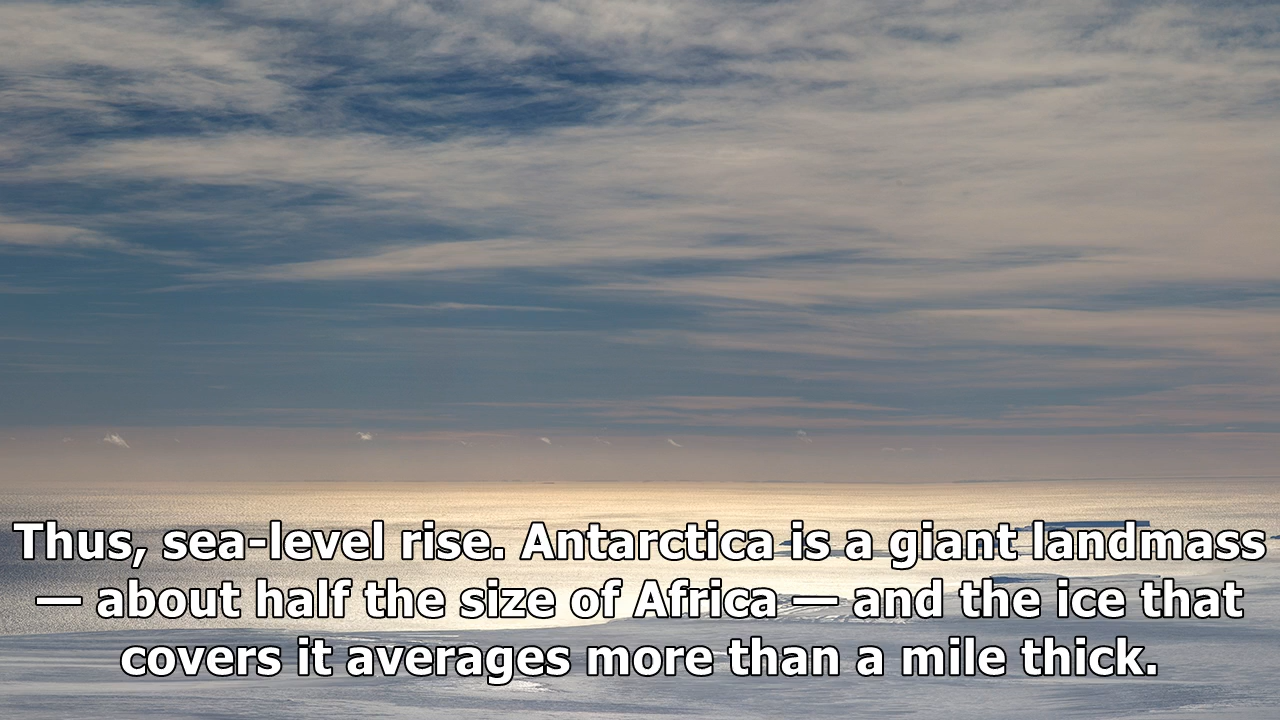 Thus, sea-level rise. Antarctica is a giant landmass
— about half the size of Africa — and the ice that
covers it averages more than a mile thick.